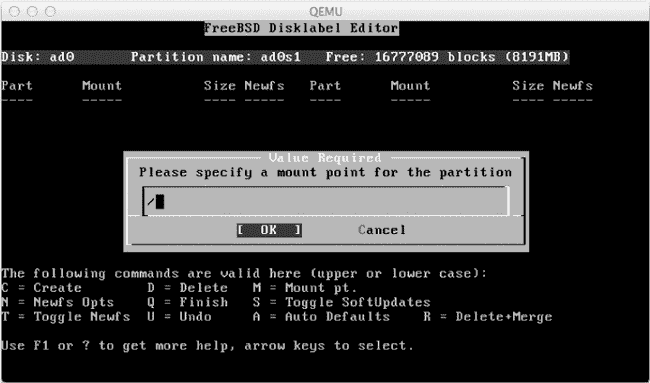 QEMU
FreeBSD Disklabel Editor
Disk: ad0 Partition name: ad0s1 Free: 16777089 blocks (8191MB)
Part Mount Size Newfs Part Mount Size Newfs
---- ----- ---- ----- ---- ----- ---- -----
Value Required
Please specify a mount point for the partition
/
[ OK ] Cancel
The following commands are valid here (upper or lower case):
C = Create D = Delete M = Mount pt.
N = Newfs Opts Q = Finish S = Toggle SoftUpdates
T = Toggle Newfs U = Undo A = Auto Defaults R = Delete+Merge
Use F1 or ? to get more help, arrow keys to select.